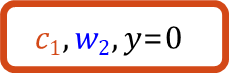 c₁, w₂, y=0